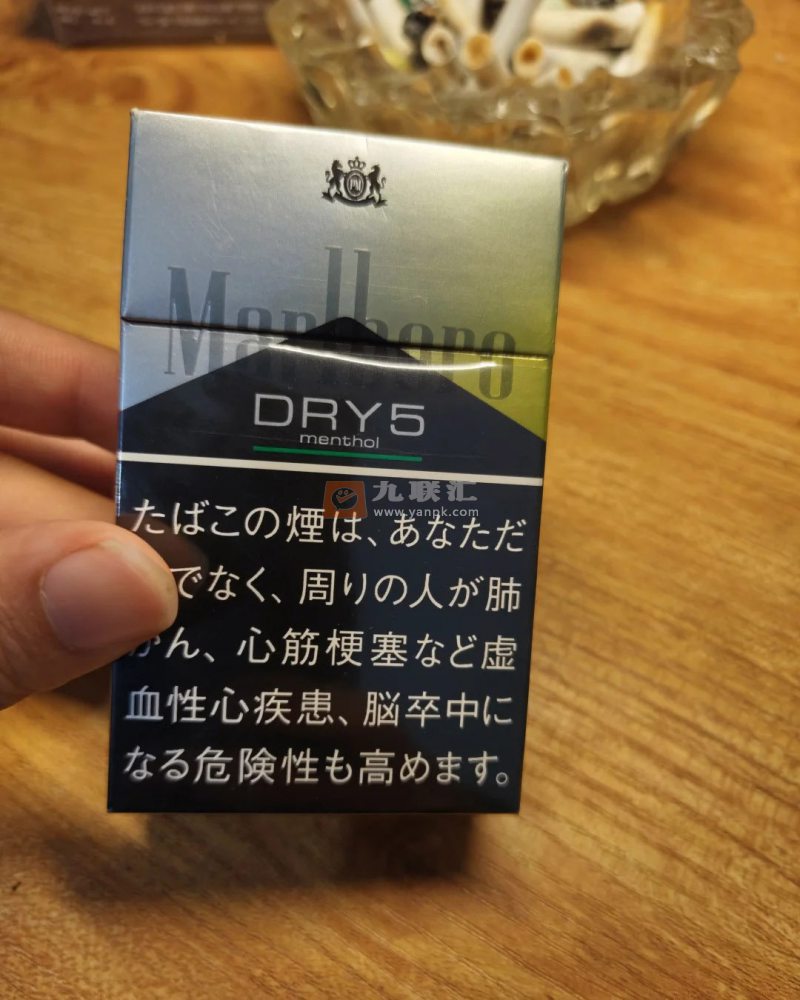 Marlboro
DRY5
menthol
九联汇
www.yanpk.com
たばこの煙は、あなただ
でなく、周りの人が肺
がん、心筋梗塞など虚
血性心疾患、脳卒中に
なる危険性も高めます。